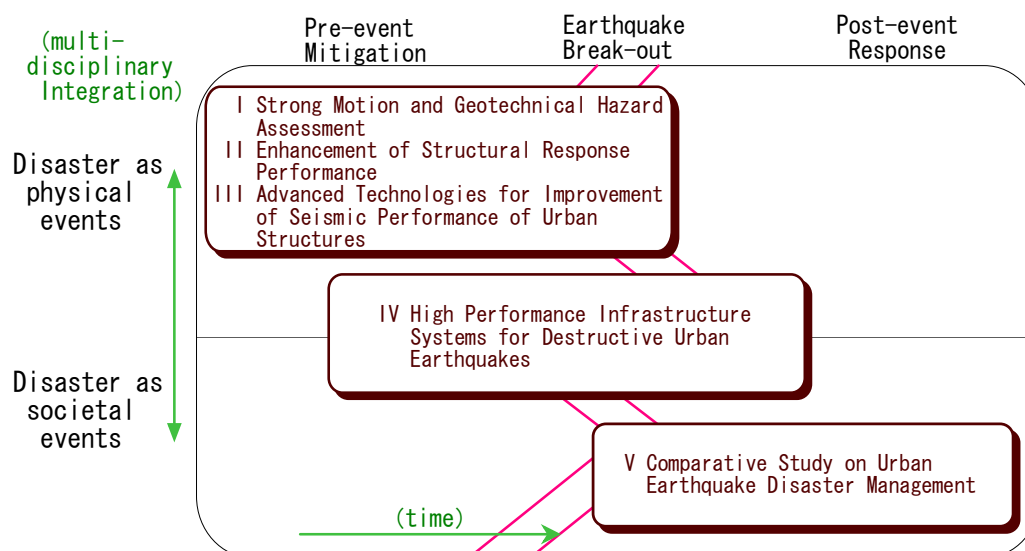 (multi-
disciplinary
Integration)
Pre-event
Mitigation
Earthquake
Break-out
Post-event
Response
Disaster as
physical
events
I Strong Motion and Geotechnical Hazard
Assessment
II Enhancement of Structural Response
Performance
III Advanced Technologies for Improvement
of Seismic Performance of Urban
Structures
IV High Performance Infrastructure
Systems for Destructive Urban
Earthquakes
Disaster as
societal
events
V Comparative Study on Urban
Earthquake Disaster Management
(time)